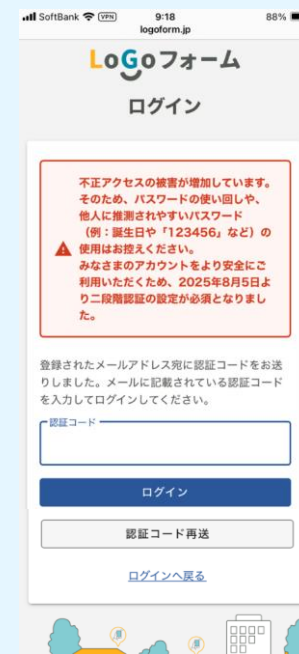 SoftBank VPN 9:18 88%
logoform.jp
LoGoフォーム
ログイン
不正アクセスの被害が増加しています。
そのため、パスワードの使い回しや、
他人に推測されやすいパスワード
（例：誕生日や「123456」など）の
使用はお控えください。
みなさまのアカウントをより安全にご
利用いただくため、2025年8月5日よ
り二段階認証の設定が必須となりまし
た。
登録されたメールアドレス宛に認証コードをお送
りしました。メールに記載されている認証コード
を入力してログインしてください。
認証コード
ログイン
認証コード再送
ログインへ戻る